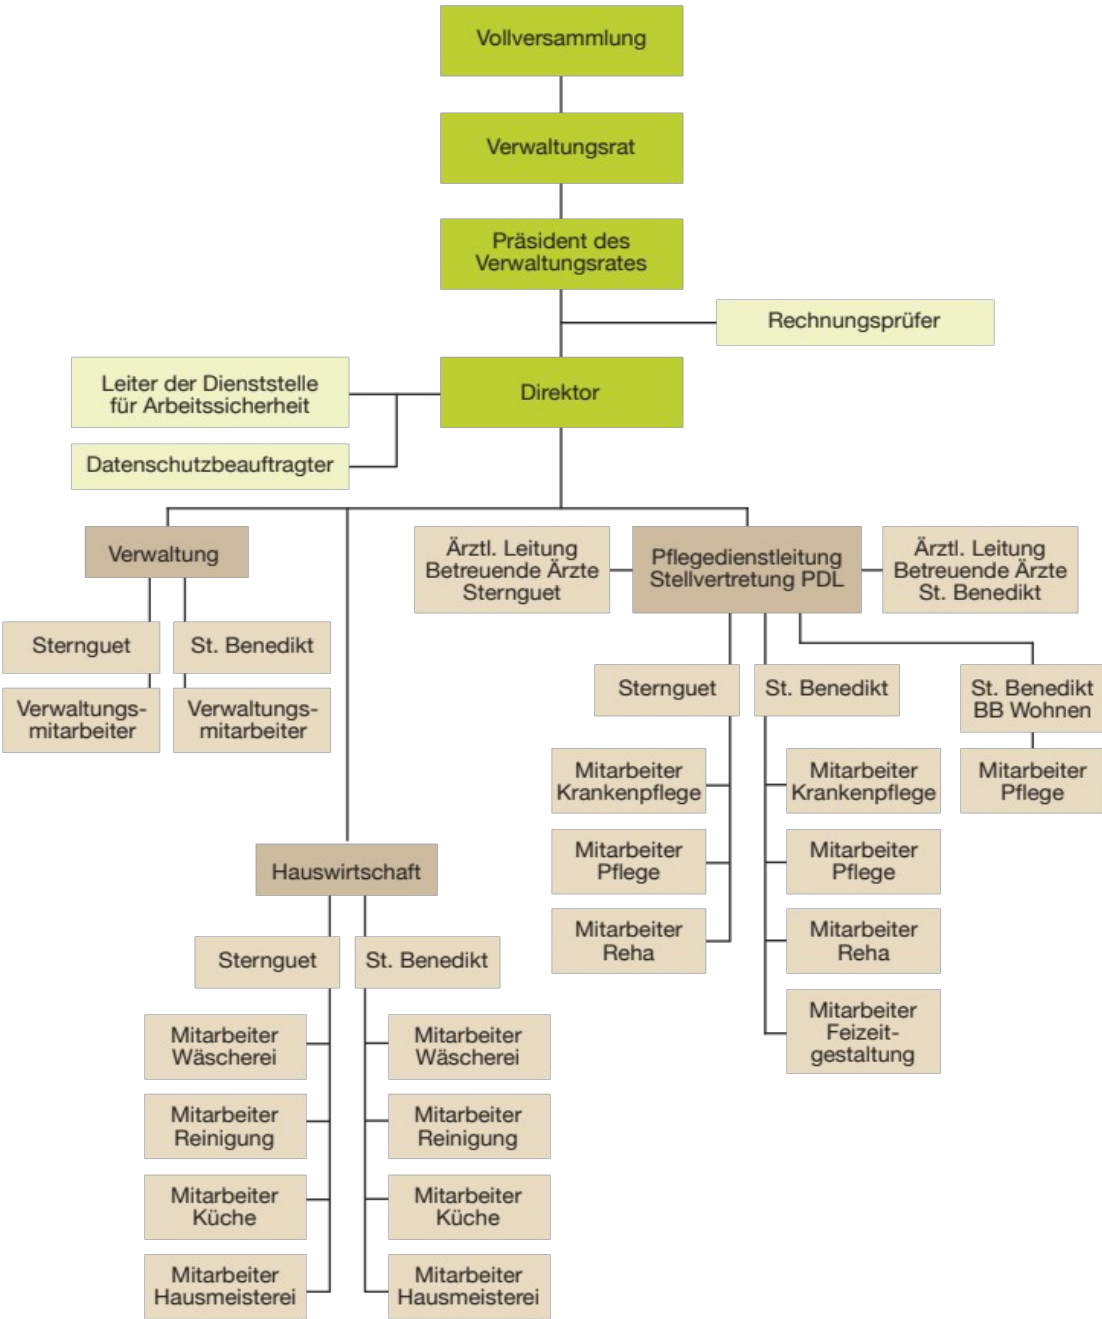 Vollversammlung
Verwaltungsrat
Präsident des
Verwaltungsrates
Rechnungsprüfer
Leiter der Dienststelle
für Arbeitssicherheit
Direktor
Datenschutzbeauftragter
Verwaltung
Ärztl. Leitung
Betreuende Ärzte
Sternguet
Pflegedienstleitung
Stellvertretung PDL
Ärztl. Leitung
Betreuende Ärzte
St. Benedikt
Sternguet
St. Benedikt
Verwaltungs-
mitarbeiter
Verwaltungs-
mitarbeiter
Sternguet
St. Benedikt
St. Benedikt
BB Wohnen
Mitarbeiter
Krankenpflege
Mitarbeiter
Krankenpflege
Mitarbeiter
Pflege
Mitarbeiter
Pflege
Mitarbeiter
Pflege
Mitarbeiter
Reha
Mitarbeiter
Reha
Mitarbeiter
Feizeit-
gestaltung
Hauswirtschaft
Sternguet
St. Benedikt
Mitarbeiter
Wäscherei
Mitarbeiter
Wäscherei
Mitarbeiter
Reinigung
Mitarbeiter
Reinigung
Mitarbeiter
Küche
Mitarbeiter
Küche
Mitarbeiter
Hausmeisterei
Mitarbeiter
Hausmeisterei